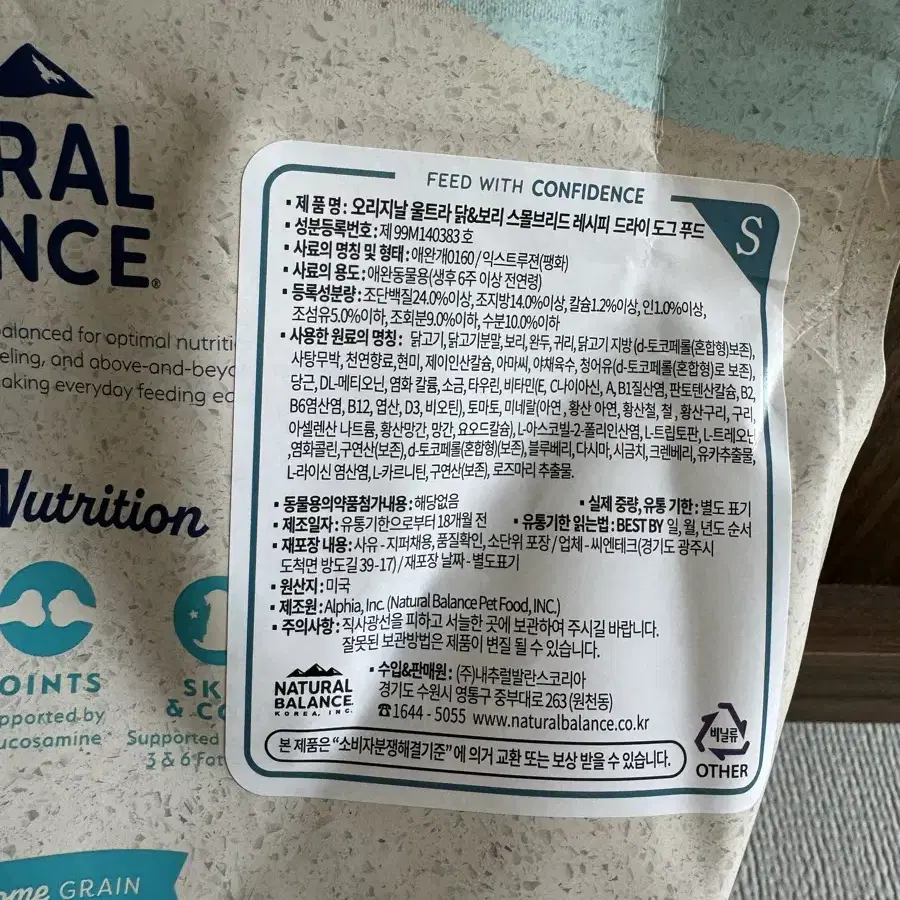 RAL
NCE
alanced for optimal nutriti
eling, and above-and-beyo
aking everyday feeding ea
Nutrition
OINTS
pported by
ucosamine
SK
& CO
Supported
3 & 6 Fat
ome GRAIN
FEED WITH CONFIDENCE
S
▪ 제 품 명 : 오리지날 울트라 닭&보리 스몰브리드 레시피 드라이 도그 푸드
▪ 성분등록번호 : 제 99M140383 호
▪ 사료의 명칭 및 형태 : 애완개0160 / 익스트루젼(팽화)
▪ 사료의 용도 : 애완동물용(생후 6주 이상 전연령)
▪ 등록성분량 : 조단백질24.0%이상, 조지방14.0%이상, 칼슘1.2%이상, 인1.0%이상,
조섬유5.0%이하, 조회분9.0%이하, 수분10.0%이하
▪ 사용한 원료의 명칭 : 닭고기, 닭고기분말, 보리, 완두, 귀리, 닭고기 지방 (d-토코페롤(혼합형)보존),
사탕무박, 천연향료, 현미, 제이인산칼슘, 아마씨, 야채육수, 청어유(d-토코페롤(혼합형)로 보존),
당근, DL-메티오닌, 염화 칼륨, 소금, 타우린, 비타민(E, C나이아신, A, B1질산염, 판토텐산칼슘, B2,
B6염산염, B12, 엽산, D3, 비오틴), 토마토, 미네랄(아연, 황산 아연, 황산철, 철, 황산구리, 구리,
아셀렌산 나트륨, 황산망간, 망간, 요오드칼슘), L-아스코빌-2-폴리인산염, L-트립토판, L-트레오닌
,염화콜린, 구연산(보존), d-토코페롤(혼합형)(보존), 블루베리, 다시마, 시금치, 크렌베리, 유카추출물,
L-라이신 염산염, L-카르니틴, 구연산(보존), 로즈마리 추출물.
▪ 동물용의약품첨가내용 : 해당없음 ▪ 실제 중량, 유통 기한 : 별도 표기
▪ 제조일자 : 유통기한으로부터 18개월 전 ▪ 유통기한 읽는법 : BEST BY 일, 월, 년도 순서
▪ 재포장 내용 : 사유 - 지퍼채용, 품질확인, 소단위 포장 / 업체 - 씨엔테크(경기도 광주시
도척면 방도길 39-17) / 재포장 날짜 - 별도표기
▪ 원산지 : 미국
▪ 제조원 : Alphia, Inc. (Natural Balance Pet Food, INC.)
▪ 주의사항 : 직사광선을 피하고 서늘한 곳에 보관하여 주시길 바랍니다.
잘못된 보관방법은 제품이 변질 될 수 있습니다.
NATURAL
BALANCE
KOREA, INC.
▪ 수입&판매원 : (주)내츄럴발란스코리아
경기도 수원시 영통구 중부대로 263 (원천동)
☎1644 - 5055 www.naturalbalance.co.kr
본 제품은 “소비자분쟁해결기준” 에 의거 교환 또는 보상 받을 수 있습니다.
비닐류
OTHER